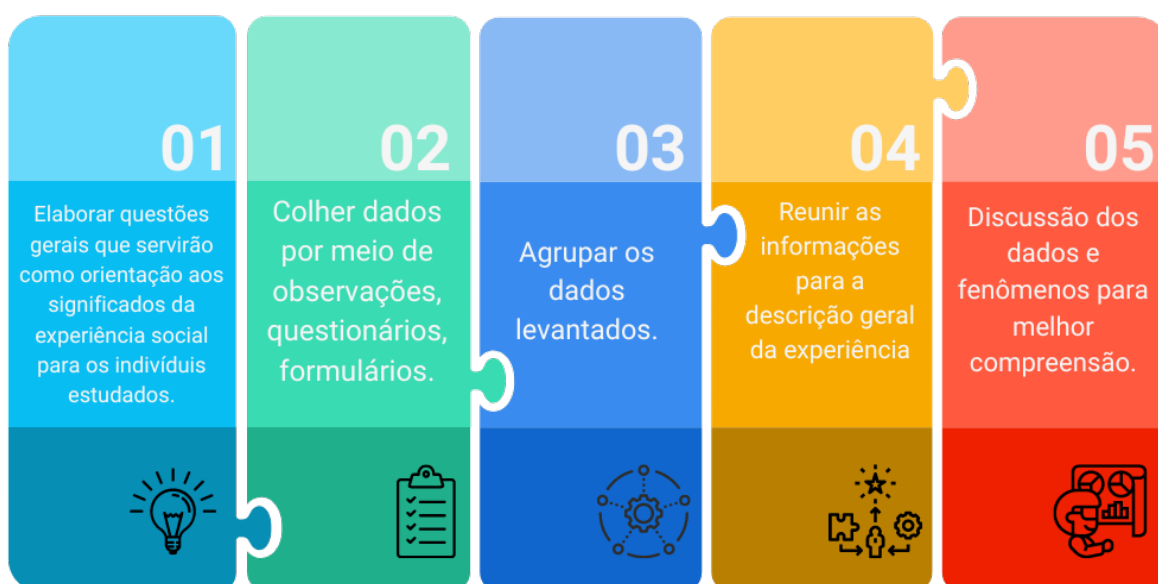 01
Elaborar questões
gerais que servirão
como orientação aos
significados da
experiência social
para os indivíduis
estudados.
02
Colher dados
por meio de
observações,
questionários,
formulários.
03
Agrupar os
dados
levantados.
04
Reunir as
informações
para a
descrição geral
da experiência
05
Discussão dos
dados e
fenômenos para
melhor
compreensão.